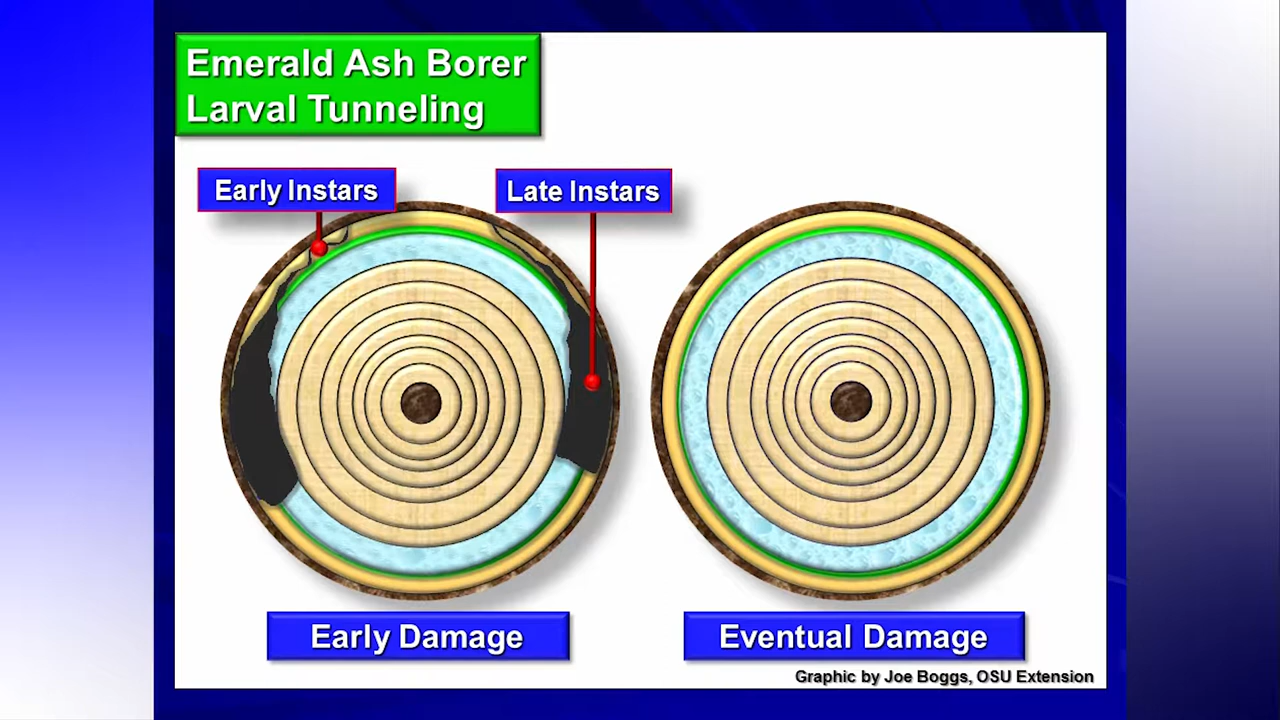 Emerald Ash Borer
Larval Tunneling
Early Instars
Late Instars
Early Damage
Eventual Damage
Graphic by Joe Boggs, OSU Extension